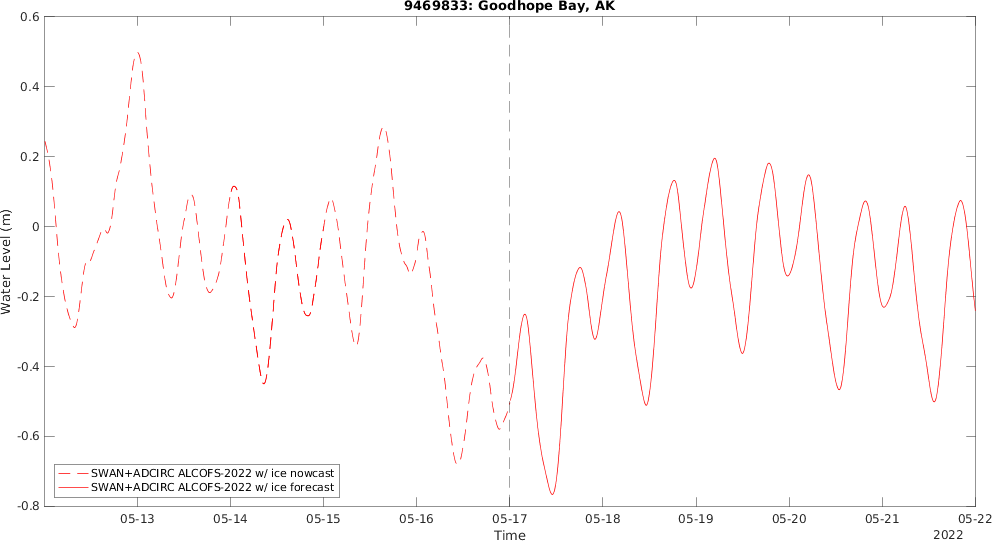 9469833: Goodhope Bay, AK
Water Level (m)
0.6
0.4
0.2
0
-0.2
-0.4
-0.6
-0.8
SWAN+ADCIRC ALCOFS-2022 w/ ice nowcast
SWAN+ADCIRC ALCOFS-2022 w/ ice forecast
05-13 05-14 05-15 05-16 05-17 05-18 05-19 05-20 05-21 05-22
Time
2022